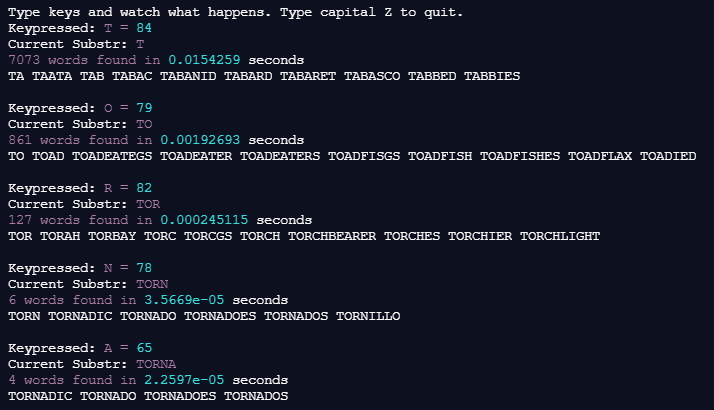 Type keys and watch what happens. Type capital Z to quit.
Keypressed: T = 84
Current Substr: T
7073 words found in 0.0154259 seconds
TA TAATA TAB TABAC TABANID TABARD TABARET TABASCO TABBED TABBIES
Keypressed: O = 79
Current Substr: TO
861 words found in 0.00192693 seconds
TO TOAD TOADEATEGS TOADEATER TOADEATERS TOADFISGS TOADFISH TOADFISHES TOADFLAX TOADIED
Keypressed: R = 82
Current Substr: TOR
127 words found in 0.000245115 seconds
TOR TORAH TORBAY TORC TORCGS TORCH TORCHBEARER TORCHES TORCHIER TORCHLIGHT
Keypressed: N = 78
Current Substr: TORN
6 words found in 3.5669e-05 seconds
TORN TORNADIC TORNADO TORNADOES TORNADOS TORNILLO
Keypressed: A = 65
Current Substr: TORNA
4 words found in 2.2597e-05 seconds
TORNADIC TORNADO TORNADOES TORNADOS